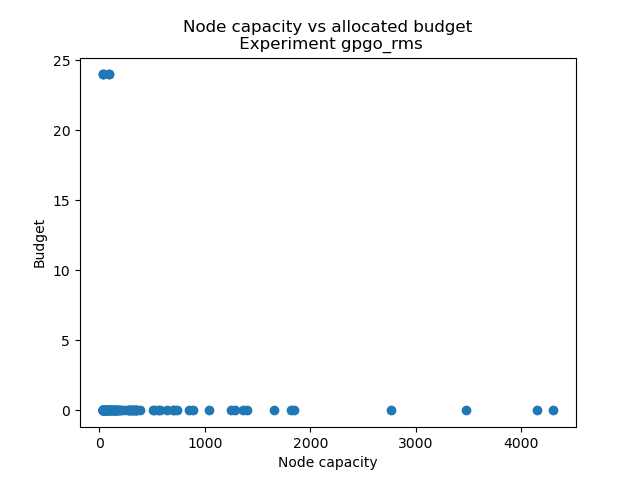 Node capacity vs allocated budget
Experiment gpgo_rms
25
20
15
10
5
0
Budget
0 1000 2000 3000 4000
Node capacity